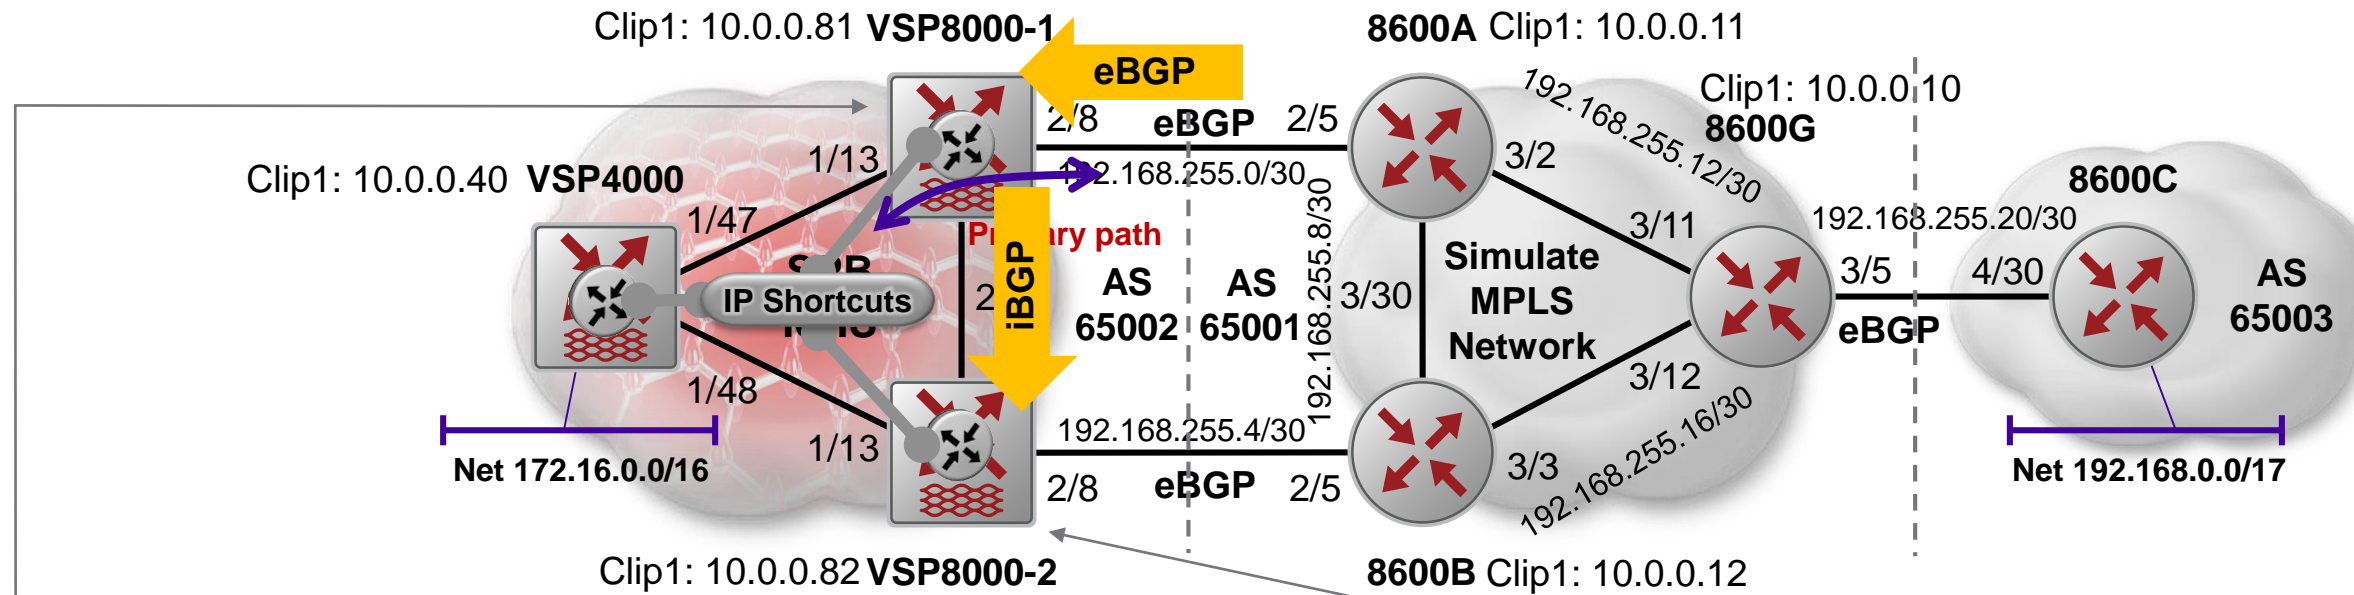 Clip1: 10.0.0.81 VSP8000-1
8600A Clip1: 10.0.0.11
eBGP
Clip1: 10.0.0.10
8600G
2/8 eBGP 2/5
192.168.255.12/30
1/13
3/2
192.168.255.0/30
Clip1: 10.0.0.40 VSP4000
8600C
1/47
Primary path
192.168.255.8/30
3/11
192.168.255.20/30
SPB
IP Shortcuts
2
iBGP
AS
65002
AS
65001
3/30
Simulate
MPLS
Network
3/5
4/30
eBGP
AS
65003
1/48
3/12
1/13
192.168.255.4/30
192.168.255.16/30
Net 172.16.0.0/16
2/8 eBGP 2/5
3/3
Net 192.168.0.0/17
Clip1: 10.0.0.82 VSP8000-2
8600B Clip1: 10.0.0.12